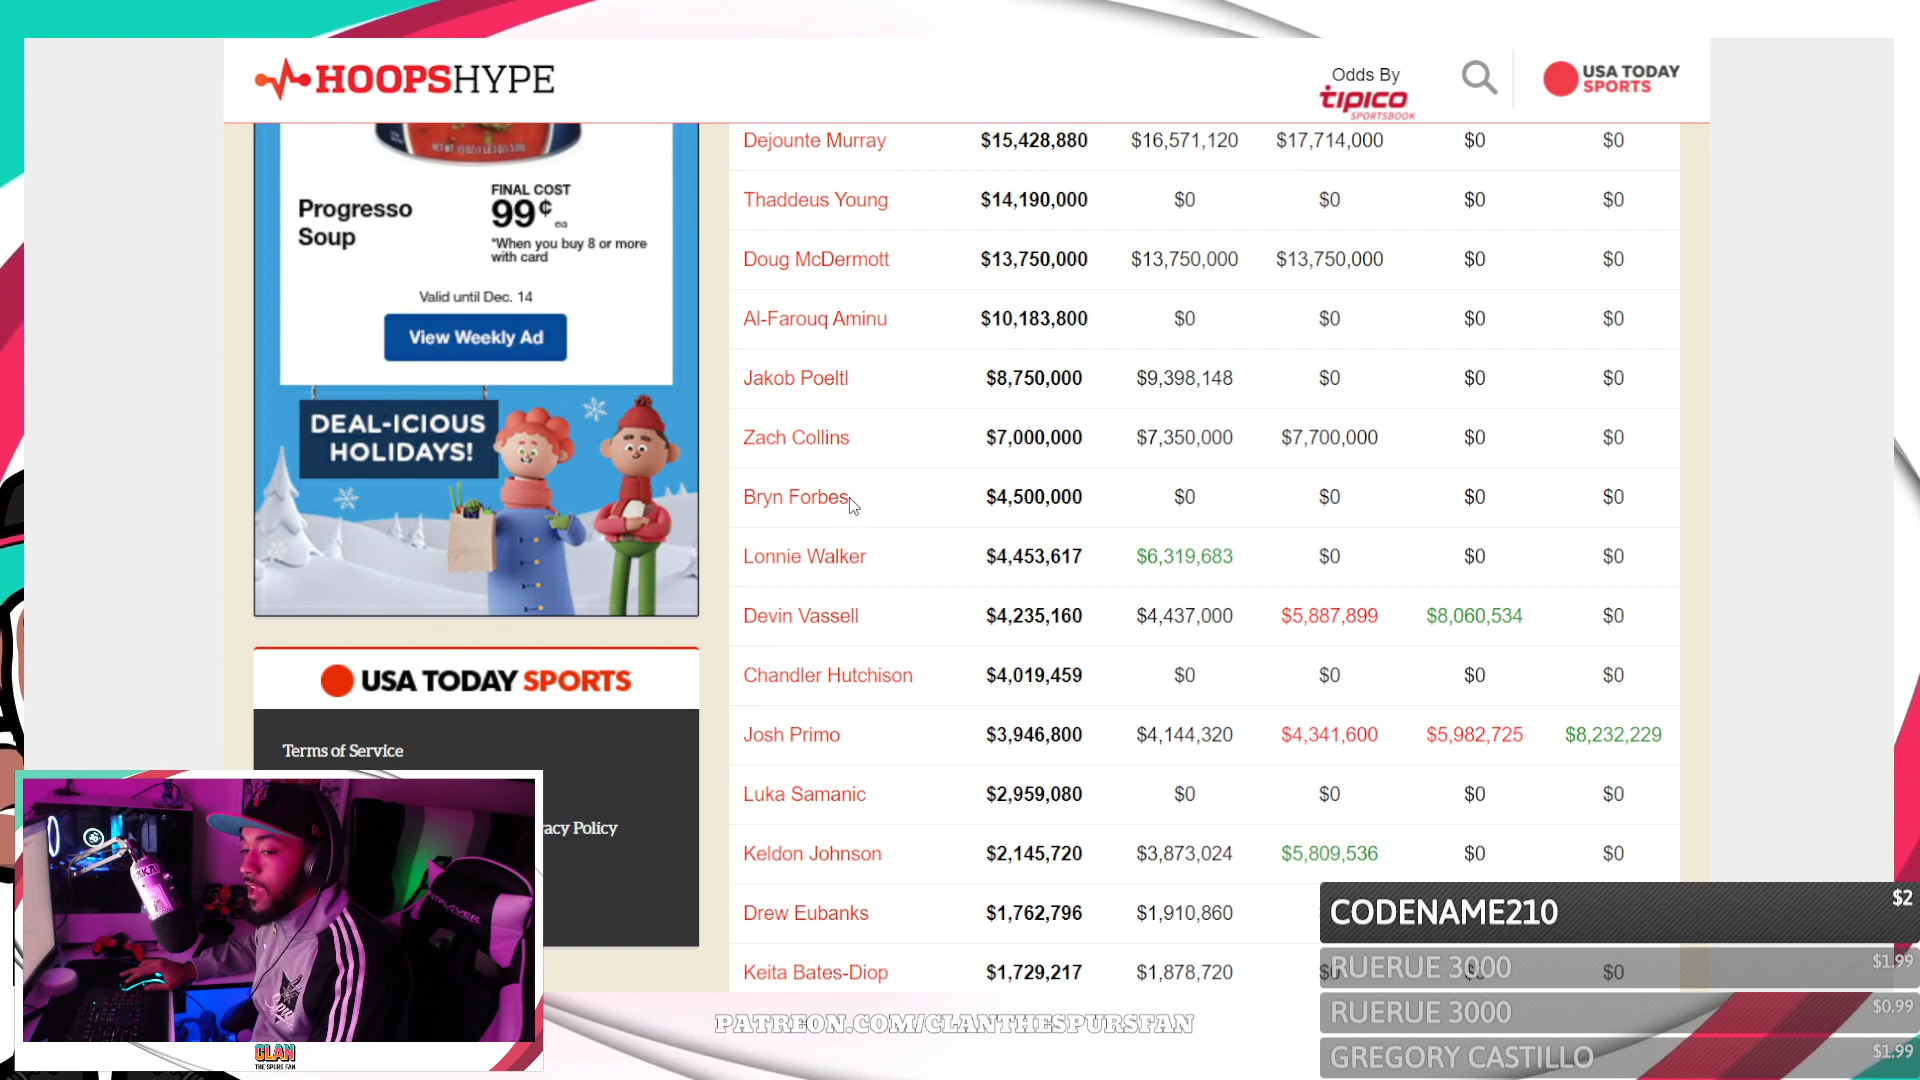 HOOPSHYPE
Odds By
tipico
SPORTSBOOK
USA TODAY
SPORTS
Progresso
Soup
FINAL COST
99¢ ea
*When you buy 8 or more
with card
Valid until Dec. 14
View Weekly Ad
DEAL-ICIOUS
HOLIDAYS!
USA TODAY SPORTS
Terms of Service
acy Policy
Dejounte Murray $15,428,880 $16,571,120 $17,714,000 $0 $0
Thaddeus Young $14,190,000 $0 $0 $0 $0
Doug McDermott $13,750,000 $13,750,000 $13,750,000 $0 $0
Al-Farouq Aminu $10,183,800 $0 $0 $0 $0
Jakob Poeltl $8,750,000 $9,398,148 $0 $0 $0
Zach Collins $7,000,000 $7,350,000 $7,700,000 $0 $0
Bryn Forbes $4,500,000 $0 $0 $0 $0
Lonnie Walker $4,453,617 $6,319,683 $0 $0 $0
Devin Vassell $4,235,160 $4,437,000 $5,887,899 $8,060,534 $0
Chandler Hutchison $4,019,459 $0 $0 $0 $0
Josh Primo $3,946,800 $4,144,320 $4,341,600 $5,982,725 $8,232,229
Luka Samanic $2,959,080 $0 $0 $0 $0
Keldon Johnson $2,145,720 $3,873,024 $5,809,536 $0 $0
Drew Eubanks $1,762,796 $1,910,860
Keita Bates-Diop $1,729,217 $1,878,720 $0 $0 $0
CODENAME210 $2
RUERUE 3000 $1.99
RUERUE 3000 $0.99
GREGORY CASTILLO $1.99
PATREON.COM/CLANTHESPURSFAN
CLAN
THE SPURS FAN